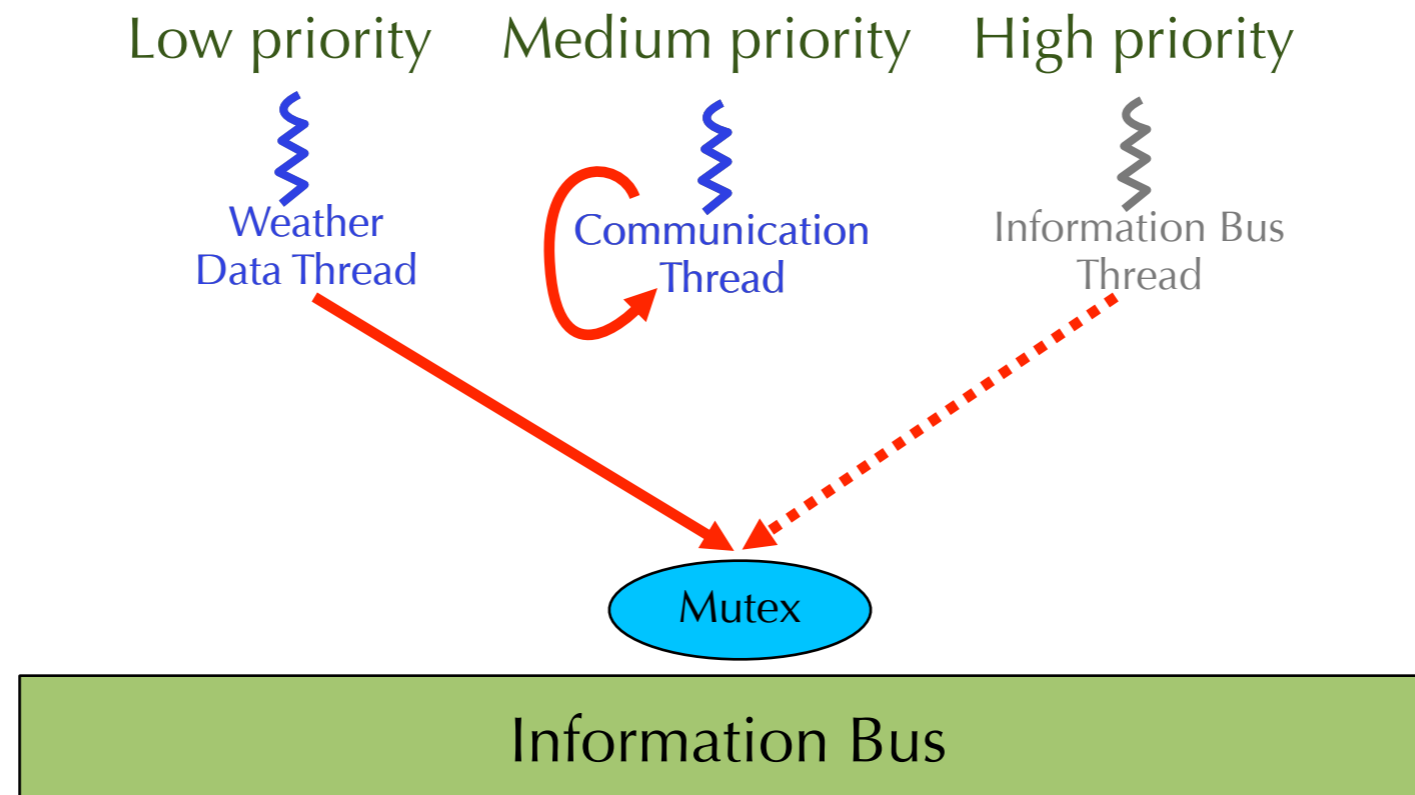 Low priority
Medium priority
High priority
Weather
Data Thread
Communication
Thread
Information Bus
Thread
Mutex
Information Bus